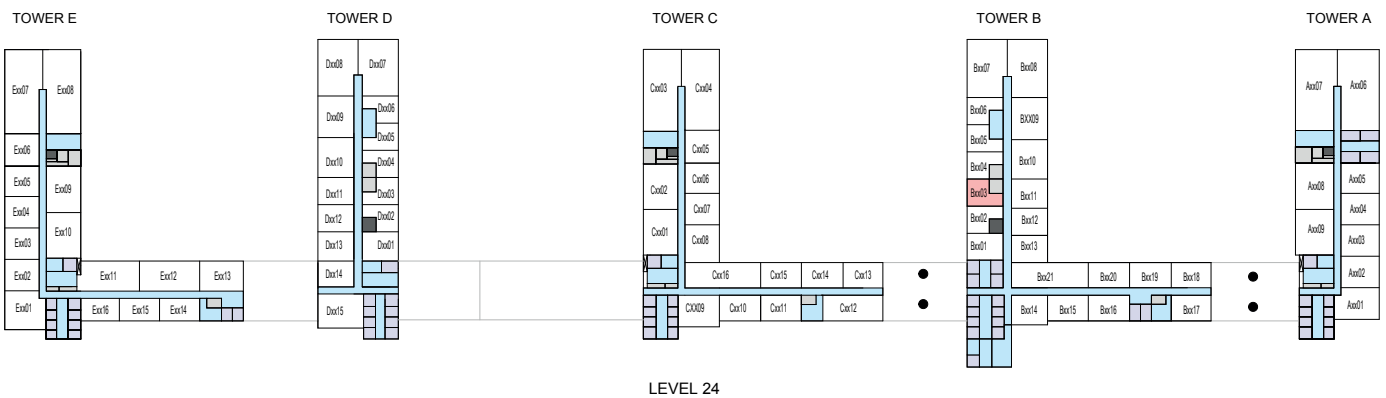 TOWER E
TOWER D
TOWER C
TOWER B
TOWER A
Exx07
Exx08
Exx06
Exx05
Exx09
Exx04
Exx03
Exx10
Exx02
Exx11
Exx12
Exx13
Exx01
Exx16
Exx15
Exx14
Dxx08
Dxx07
Dxx09
Dxx06
Dxx05
Dxx10
Dxx04
Dxx11
Dxx03
Dxx12
Dxx02
Dxx13
Dxx01
Dxx14
Dxx15
Cxx03
Cxx04
Cxx05
Cxx02
Cxx06
Cxx07
Cxx01
Cxx08
Cxx16
Cxx15
Cxx14
Cxx13
CXX09
Cxx10
Cxx11
Cxx12
Bxx07
Bxx08
Bxx06
BXX09
Bxx05
Bxx04
Bxx10
Bxx03
Bxx11
Bxx02
Bxx12
Bxx01
Bxx13
Bxx21
Bxx20
Bxx19
Bxx18
Bxx14
Bxx15
Bxx16
Bxx17
Axx07
Axx06
Axx08
Axx05
Axx04
Axx09
Axx03
Axx02
Axx01
LEVEL 24